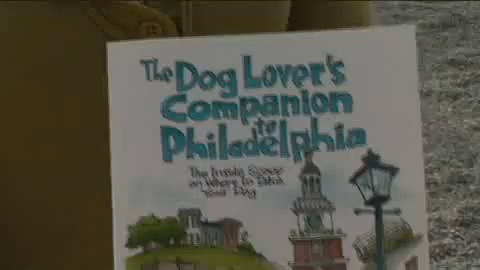 The Dog Lover's
Companion
to
Philadelphia
The Inside Scoop
on Where to Take
Your Dog